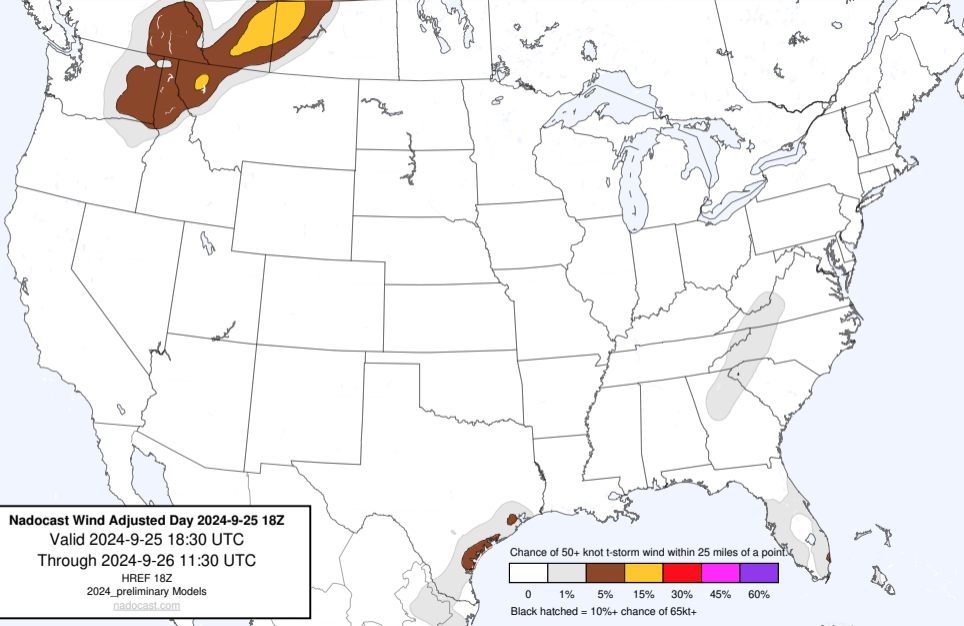 Nadocast Wind Adjusted Day 2024-9-25 18Z
Valid 2024-9-25 18:30 UTC
Through 2024-9-26 11:30 UTC
HREF 18Z
2024_preliminary Models
nadocast.com
Chance of 50+ knot t-storm wind within 25 miles of a point.
0 1% 5% 15% 30% 45% 60%
Black hatched = 10%+ chance of 65kt+